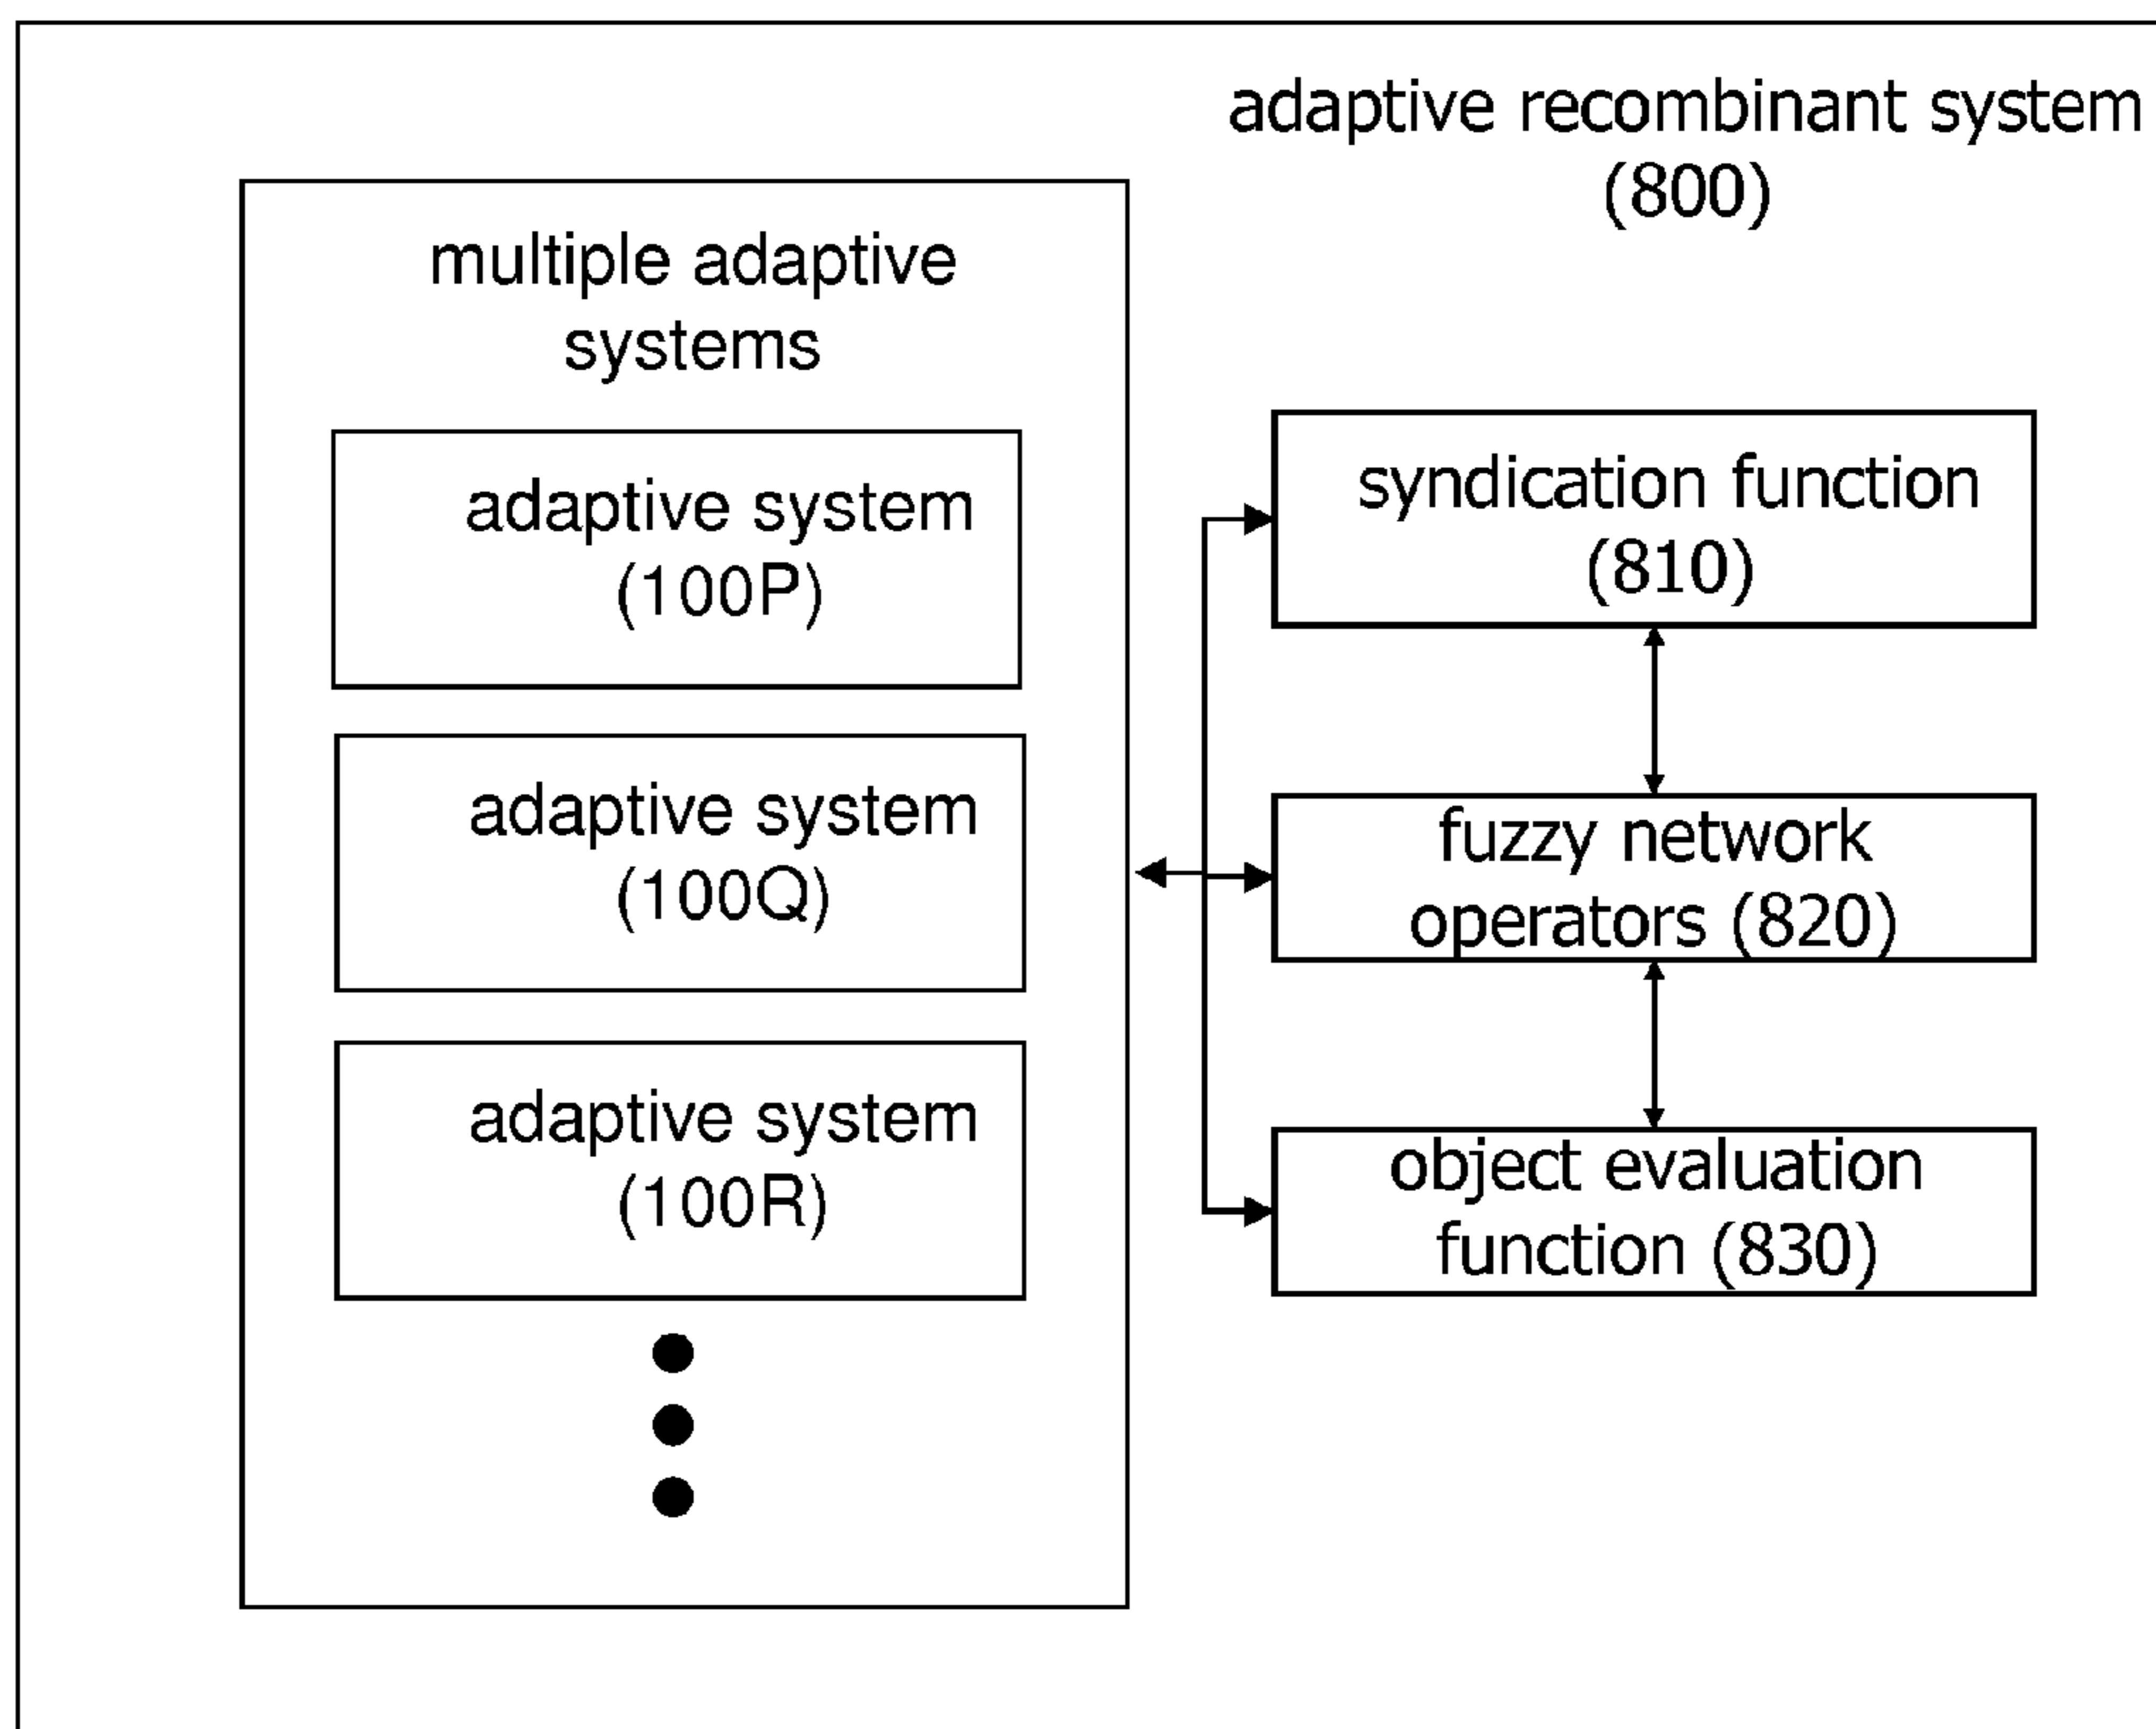 adaptive recombinant system
(800)
multiple adaptive
systems
adaptive system
(100P)
adaptive system
(100Q)
adaptive system
(100R)
syndication function
(810)
fuzzy network
operators (820)
object evaluation
function (830)